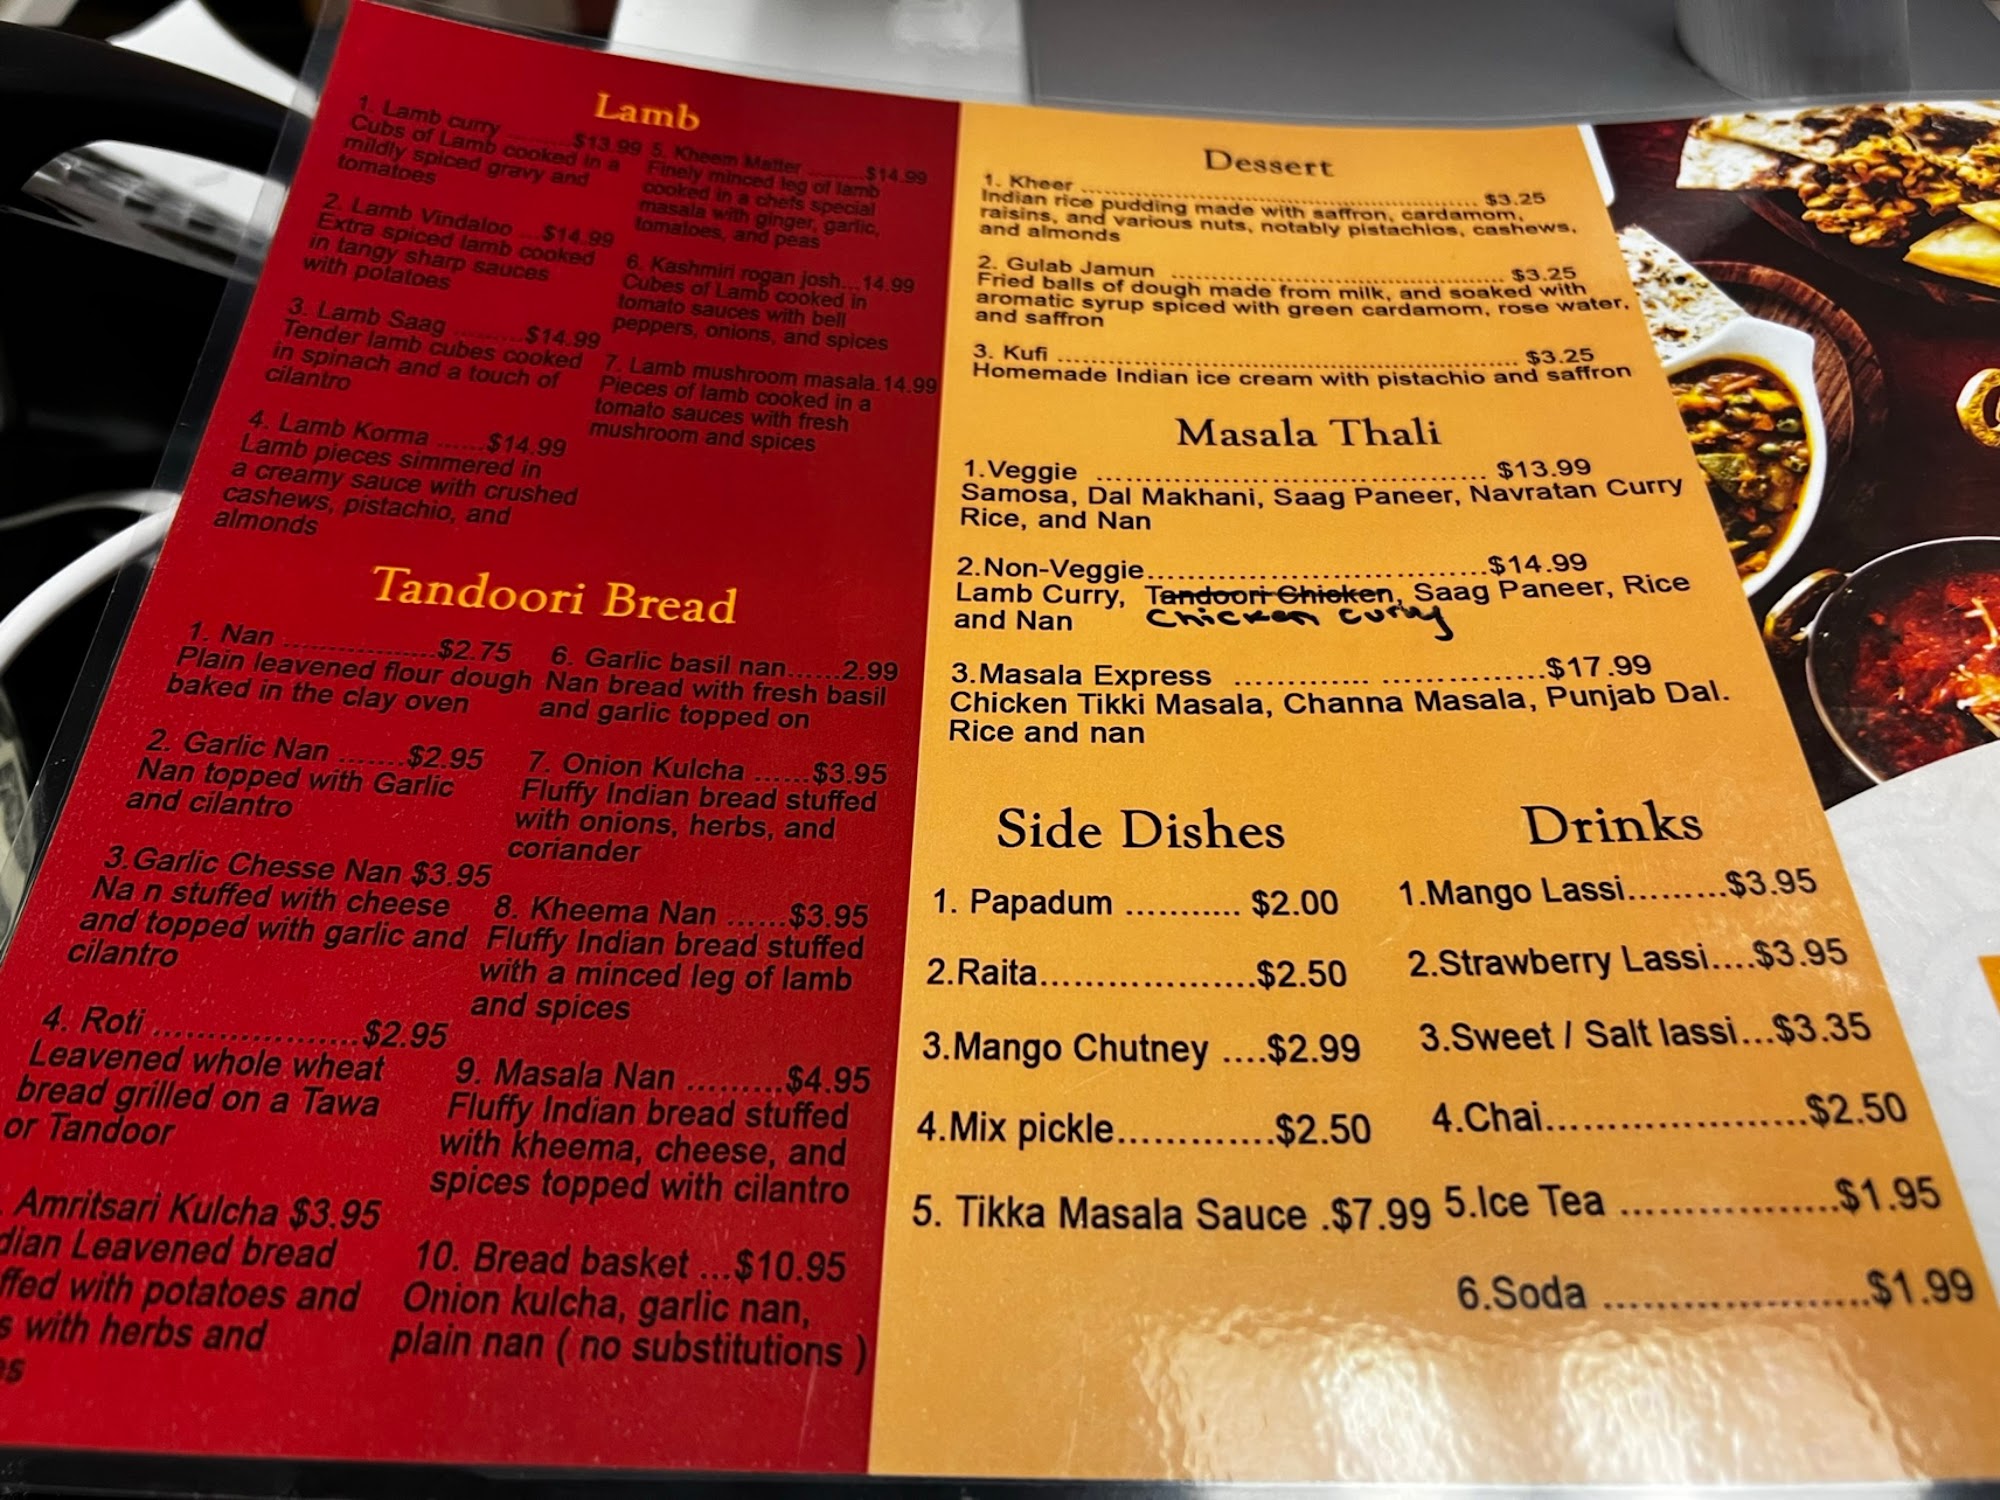 Lamb
1. Lamb curry ........$13.99
Cubs of Lamb cooked in a
mildly spiced gravy and
tomatoes
2. Lamb Vindaloo ...$14.99
Extra spiced lamb cooked
in tangy sharp sauces
with potatoes
3. Lamb Saag .........$14.99
Tender lamb cubes cooked
in spinach and a touch of
cilantro
4. Lamb Korma ......$14.99
Lamb pieces simmered in
a creamy sauce with crushed
cashews, pistachio, and
almonds
5. Kheem Matter .........$14.99
Finely minced leg of lamb
cooked in a chefs special
masala with ginger, garlic,
tomatoes, and peas
6. Kashmiri rogan josh...14.99
Cubes of Lamb cooked in
tomato sauces with bell
peppers, onions, and spices
7. Lamb mushroom masala.14.99
Pieces of lamb cooked in a
tomato sauces with fresh
mushroom and spices
Tandoori Bread
1. Nan ...................$2.75
Plain leavened flour dough
baked in the clay oven
2. Garlic Nan .......$2.95
Nan topped with Garlic
and cilantro
3.Garlic Chesse Nan $3.95
Na n stuffed with cheese
and topped with garlic and
cilantro
4. Roti ...................$2.95
Leavened whole wheat
bread grilled on a Tawa
or Tandoor
. Amritsari Kulcha $3.95
dian Leavened bread
ffed with potatoes and
s with herbs and
es
6. Garlic basil nan......2.99
Nan bread with fresh basil
and garlic topped on
7. Onion Kulcha ......$3.95
Fluffy Indian bread stuffed
with onions, herbs, and
coriander
8. Kheema Nan ......$3.95
Fluffy Indian bread stuffed
with a minced leg of lamb
and spices
9. Masala Nan .........$4.95
Fluffy Indian bread stuffed
with kheema, cheese, and
spices topped with cilantro
10. Bread basket ...$10.95
Onion kulcha, garlic nan,
plain nan ( no substitutions )
Dessert
1. Kheer ............................................................ $3.25
Indian rice pudding made with saffron, cardamom,
raisins, and various nuts, notably pistachios, cashews,
and almonds
2. Gulab Jamun .................................................. $3.25
Fried balls of dough made from milk, and soaked with
aromatic syrup spiced with green cardamom, rose water,
and saffron
3. Kufi ................................................................ $3.25
Homemade Indian ice cream with pistachio and saffron
Masala Thali
1.Veggie ........................................ $13.99
Samosa, Dal Makhani, Saag Paneer, Navratan Curry
Rice, and Nan
2.Non-Veggie...................................$14.99
Lamb Curry, Tandoori Chicken, Saag Paneer, Rice
and Nan Chicken curry
3.Masala Express ............. .................$17.99
Chicken Tikki Masala, Channa Masala, Punjab Dal.
Rice and nan
Side Dishes
1. Papadum ........... $2.00
2.Raita...................$2.50
3.Mango Chutney ....$2.99
4.Mix pickle.............$2.50
5. Tikka Masala Sauce .$7.99
Drinks
1.Mango Lassi.........$3.95
2.Strawberry Lassi....$3.95
3.Sweet / Salt lassi...$3.35
4.Chai.....................$2.50
5.Ice Tea .................$1.95
6.Soda .....................$1.99